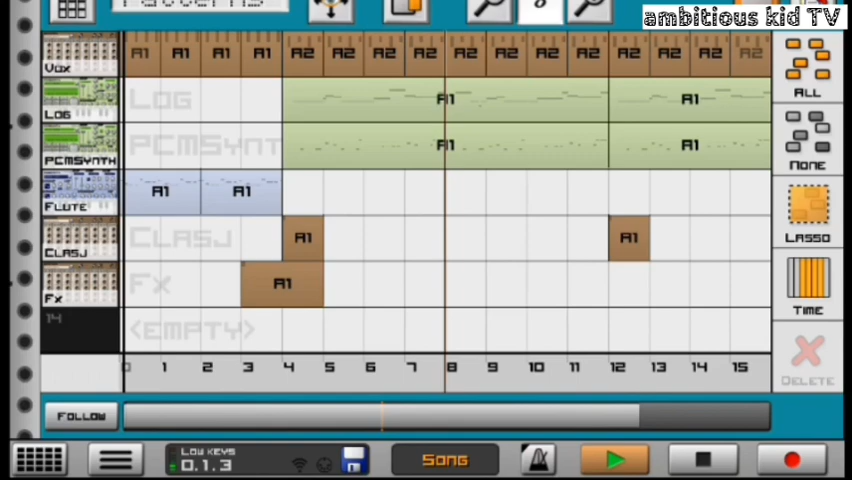 Patterns
8
ambitious kid TV
A1 A1 A1 A1 A2 A2 A2 A2 A2 A2 A2 A2 A2 A2 A2 A2
Vox
Log
A1 A1
Log
ALL
PCMSynth
A1 A1
PCMSynth
NONE
A1 A1
Flute
LASSO
ClasJ
A1 A1
ClasJ
Fx
A1
Fx
TIME
14
<EMPTY>
0 1 2 3 4 5 6 7 8 9 10 11 12 13 14 15
DELETE
FOLLOW
Low Keys
0.1.3
Song